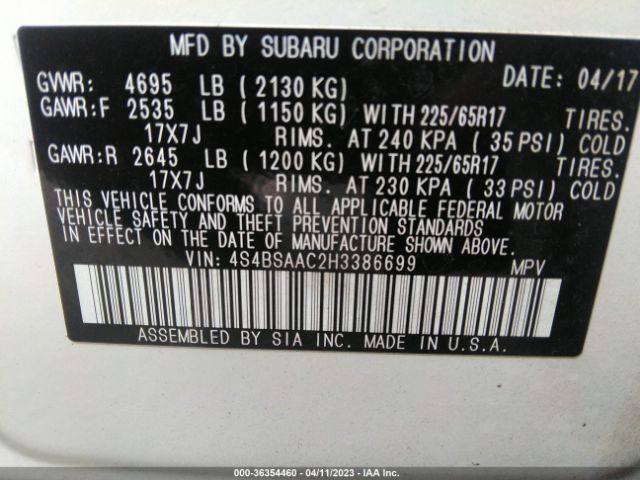 MFD BY SUBARU CORPORATION
GVWR: 4695 LB ( 2130 KG) DATE: 04/17
GAWR:F 2535 LB ( 1150 KG) WITH 225/65R17 TIRES.
17X7J RIMS. AT 240 KPA ( 35 PSI) COLD
GAWR:R 2645 LB ( 1200 KG) WITH 225/65R17 TIRES.
17X7J RIMS. AT 230 KPA ( 33 PSI) COLD
THIS VEHICLE CONFORMS TO ALL APPLICABLE FEDERAL MOTOR
VEHICLE SAFETY AND THEFT PREVENTION STANDARDS
IN EFFECT ON THE DATE OF MANUFACTURE SHOWN ABOVE.
VIN: 4S4BSAAC2H3386699 MPV
ASSEMBLED BY SIA INC. MADE IN U.S.A.
000-36354460 - 04/11/2023 - IAA Inc.